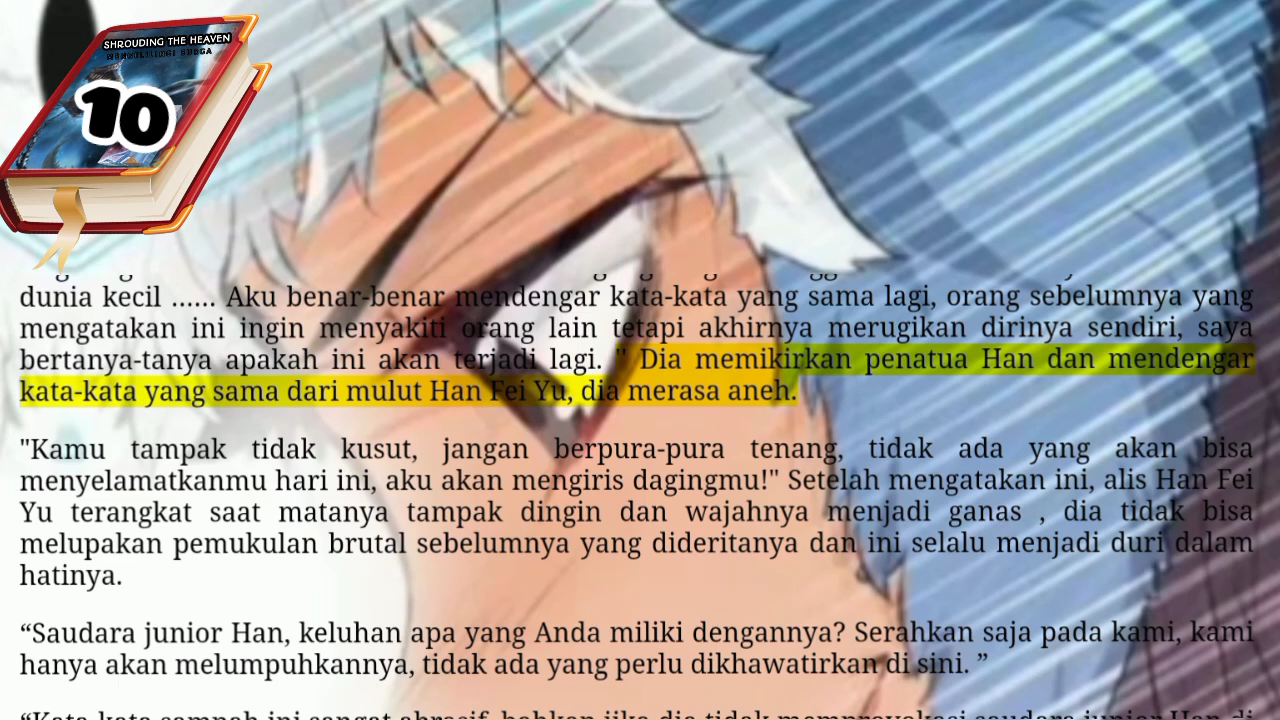 SHROUDING THE HEAVEN
10
dunia kecil ...... Aku benar-benar mendengar kata-kata yang sama lagi, orang sebelumnya yang
mengatakan ini ingin menyakiti orang lain tetapi akhirnya merugikan dirinya sendiri, saya
bertanya-tanya apakah ini akan terjadi lagi. " Dia memikirkan penatua Han dan mendengar
kata-kata yang sama dari mulut Han Fei Yu, dia merasa aneh.
"Kamu tampak tidak kusut, jangan berpura-pura tenang, tidak ada yang akan bisa
menyelamatkanmu hari ini, aku akan mengiris dagingmu!" Setelah mengatakan ini, alis Han Fei
Yu terangkat saat matanya tampak dingin dan wajahnya menjadi ganas , dia tidak bisa
melupakan pemukulan brutal sebelumnya yang dideritanya dan ini selalu menjadi duri dalam
hatinya.
“Saudara junior Han, keluhan apa yang Anda miliki dengannya? Serahkan saja pada kami, kami
hanya akan melumpuhkannya, tidak ada yang perlu dikhawatirkan di sini. ”